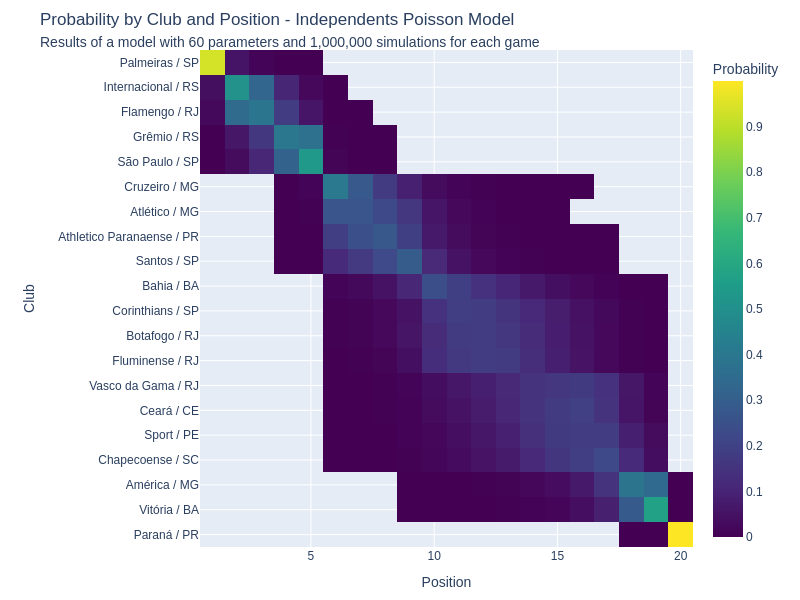 Probability by Club and Position - Independents Poisson Model
Results of a model with 60 parameters and 1,000,000 simulations for each game
Probability
Club
Palmeiras / SP
Internacional / RS
Flamengo / RJ
Grêmio / RS
São Paulo / SP
Cruzeiro / MG
Atlético / MG
Athletico Paranaense / PR
Santos / SP
Bahia / BA
Corinthians / SP
Botafogo / RJ
Fluminense / RJ
Vasco da Gama / RJ
Ceará / CE
Sport / PE
Chapecoense / SC
América / MG
Vitória / BA
Paraná / PR
5 10 15 20
Position
0.9
0.8
0.7
0.6
0.5
0.4
0.3
0.2
0.1
0